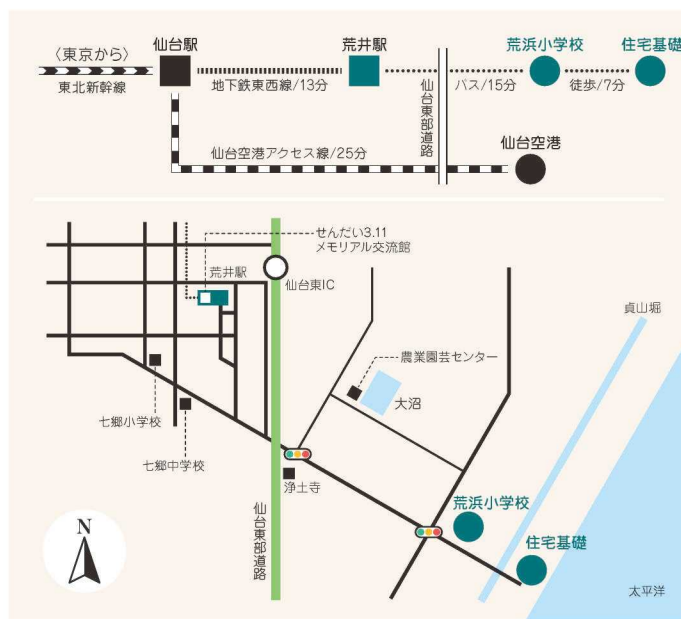 〈東京から〉
仙台駅
荒井駅
荒浜小学校
住宅基礎
東北新幹線
地下鉄東西線/13分
仙台東部道路
バス/15分
徒歩/7分
仙台空港アクセス線/25分
仙台空港
せんだい3.11
メモリアル交流館
荒井駅
仙台東IC
貞山堀
農業園芸センター
大沼
七郷小学校
七郷中学校
浄土寺
仙台東部道路
荒浜小学校
住宅基礎
N
太平洋